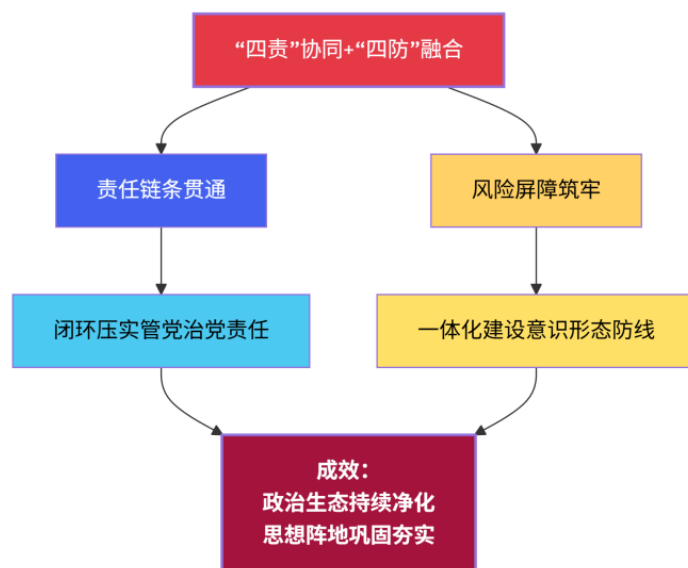 “四责”协同+“四防”融合
责任链条贯通
风险屏障筑牢
闭环压实管党治党责任
一体化建设意识形态防线
成效：
政治生态持续净化
思想阵地巩固夯实